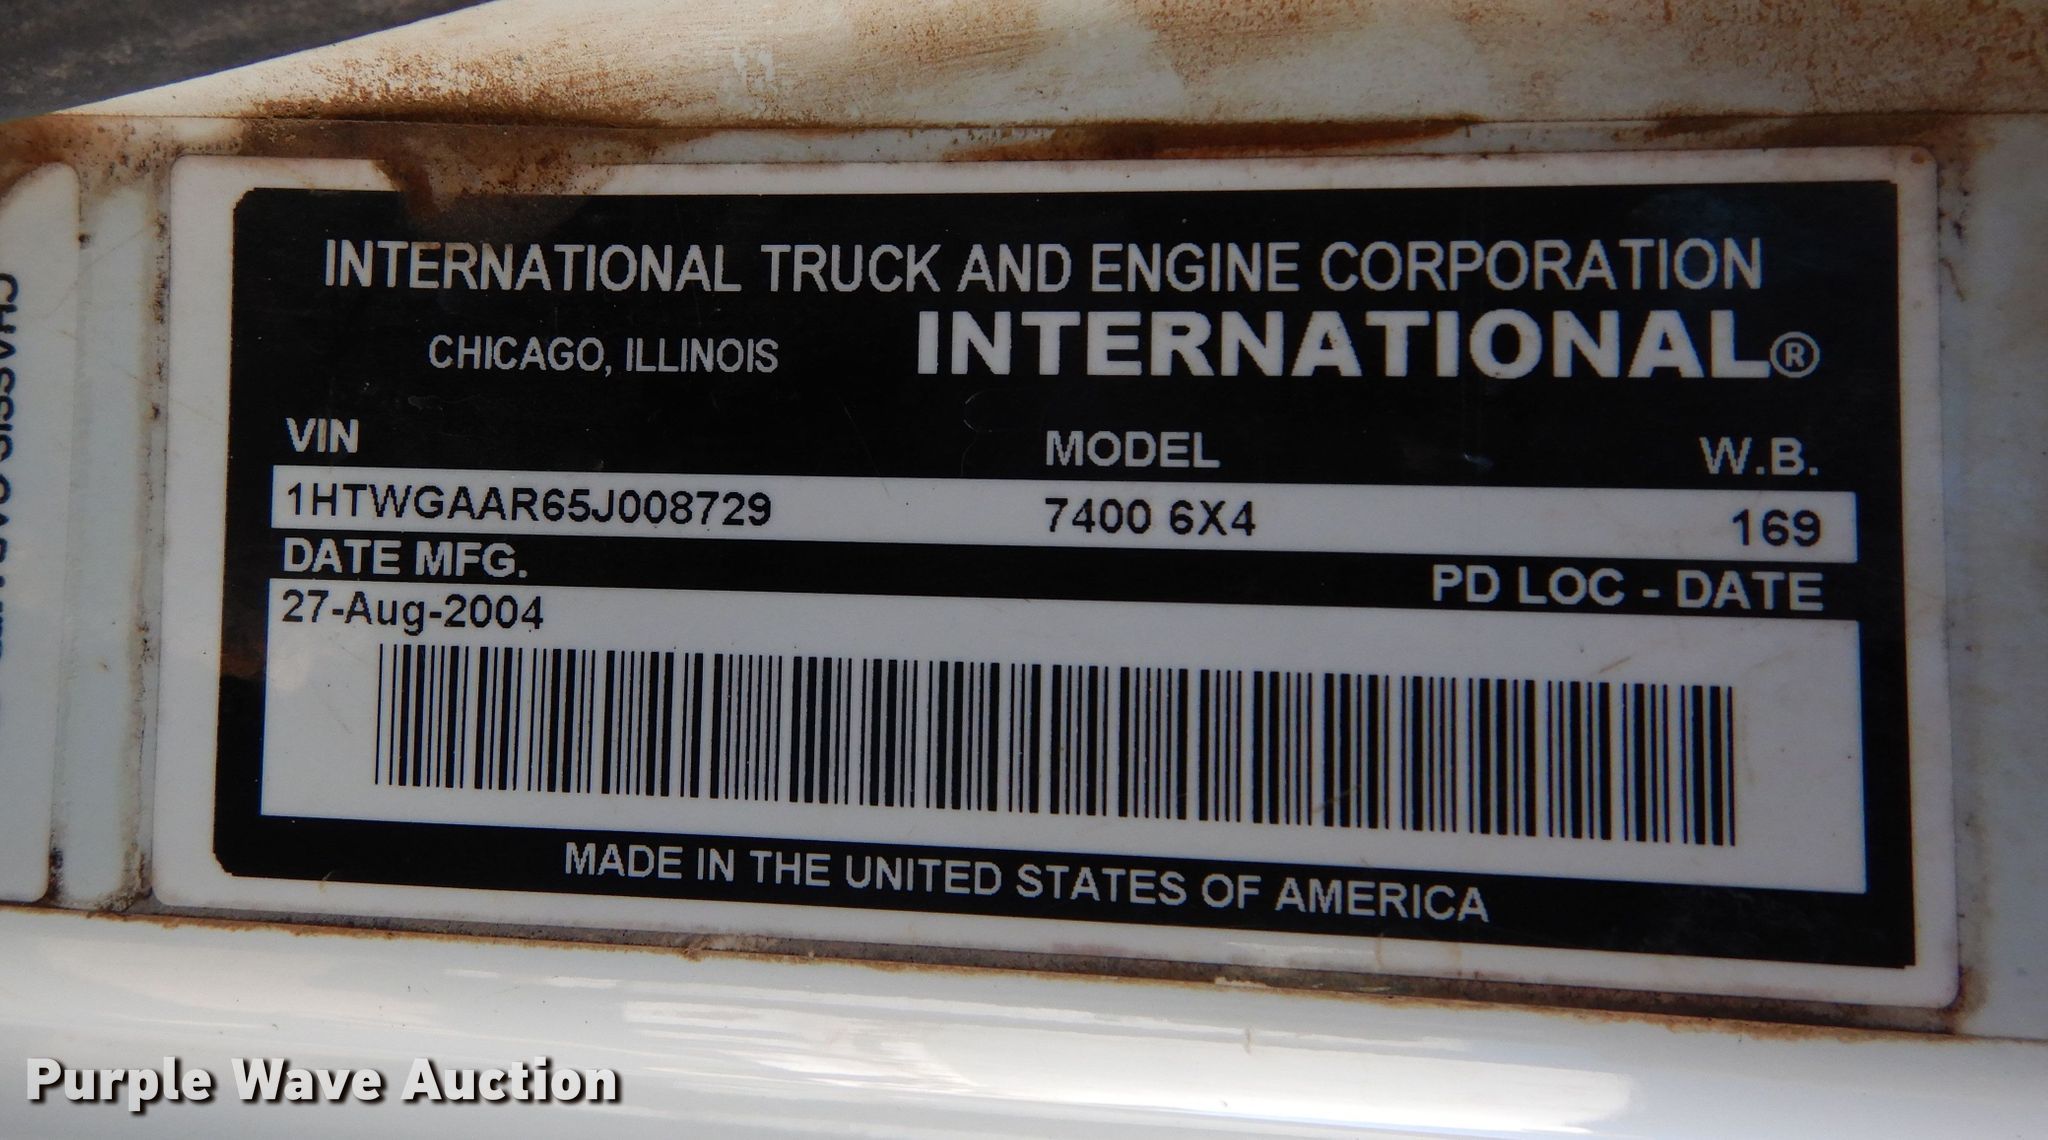 INTERNATIONAL TRUCK AND ENGINE CORPORATION
CHICAGO, ILLINOIS INTERNATIONAL®
VIN MODEL W.B.
1HTWGAAR65J008729 7400 6X4 169
DATE MFG. PD LOC - DATE
27-Aug-2004
MADE IN THE UNITED STATES OF AMERICA
CHASSIS
Purple Wave Auction